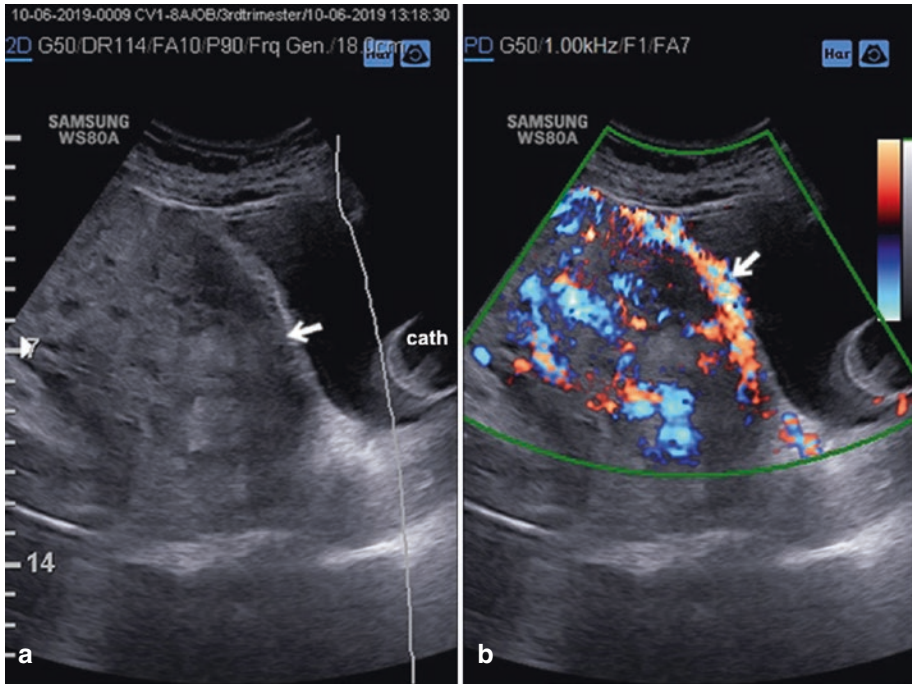 10-06-2019-0009 CV1-8A/OB/3rdtrimester/10-06-2019 13:18:30
2D G50/DR114/FA10/P90/Frq Gen./18.0cm
Har
SAMSUNG
WS80A
7
cath
14
a
PD G50/1.00kHz/F1/FA7
Har
SAMSUNG
WS80A
b